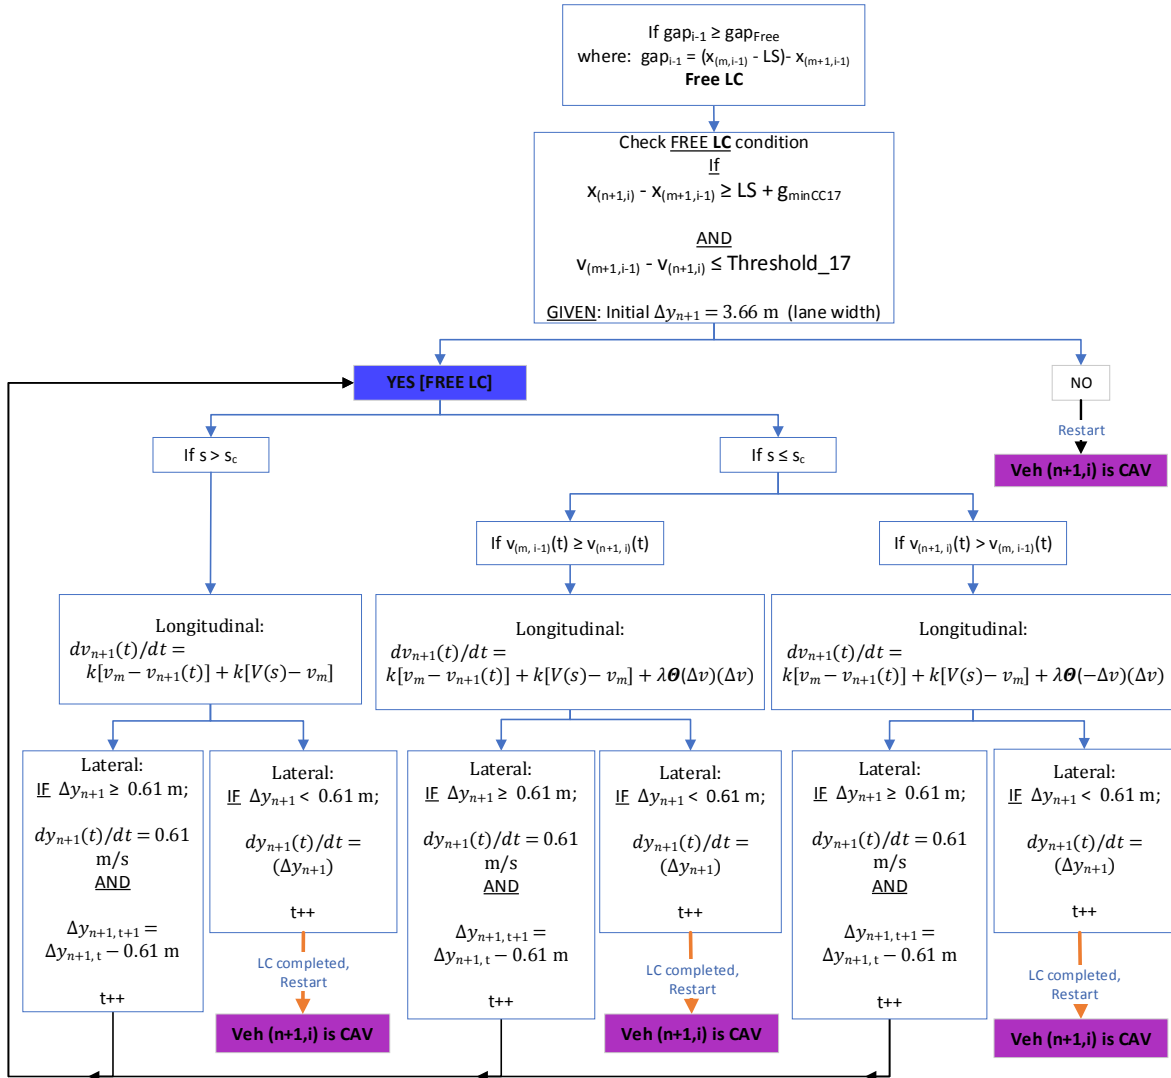 If gap_{i-1} ≥ gap_{Free}
where: gap_{i-1} = (x_{(m,i-1)} - LS)- x_{(m+1,i-1)}
Free LC
Check FREE LC condition
If
x_{(n+1,i)} - x_{(m+1,i-1)} ≥ LS + g_{minCC17}
AND
v_{(m+1,i-1)} - v_{(n+1,i)} ≤ Threshold_17
GIVEN: Initial Δy_{n+1} = 3.66 m (lane width)
YES [FREE LC]
NO
Restart
Veh (n+1,i) is CAV
If s > s_c
If s ≤ s_c
If v_{(m, i-1)}(t) ≥ v_{(n+1, i)}(t)
If v_{(n+1, i)}(t) > v_{(m, i-1)}(t)
Longitudinal:
dv_{n+1}(t)/dt =
k[v_m − v_{n+1}(t)] + k[V(s)− v_m]
Longitudinal:
dv_{n+1}(t)/dt =
k[v_m − v_{n+1}(t)] + k[V(s)− v_m] + λΘ(Δv)(Δv)
Longitudinal:
dv_{n+1}(t)/dt =
k[v_m − v_{n+1}(t)] + k[V(s)− v_m] + λΘ(−Δv)(Δv)
Lateral:
IF Δy_{n+1} ≥ 0.61 m;
dy_{n+1}(t)/dt = 0.61
m/s
AND
Δy_{n+1, t+1} =
Δy_{n+1, t} − 0.61 m
t++
Lateral:
IF Δy_{n+1} < 0.61 m;
dy_{n+1}(t)/dt =
(Δy_{n+1})
t++
LC completed,
Restart
Veh (n+1,i) is CAV
Lateral:
IF Δy_{n+1} ≥ 0.61 m;
dy_{n+1}(t)/dt = 0.61
m/s
AND
Δy_{n+1, t+1} =
Δy_{n+1, t} − 0.61 m
t++
Lateral:
IF Δy_{n+1} < 0.61 m;
dy_{n+1}(t)/dt =
(Δy_{n+1})
t++
LC completed,
Restart
Veh (n+1,i) is CAV
Lateral:
IF Δy_{n+1} ≥ 0.61 m;
dy_{n+1}(t)/dt = 0.61
m/s
AND
Δy_{n+1, t+1} =
Δy_{n+1, t} − 0.61 m
t++
Lateral:
IF Δy_{n+1} < 0.61 m;
dy_{n+1}(t)/dt =
(Δy_{n+1})
t++
LC completed,
Restart
Veh (n+1,i) is CAV